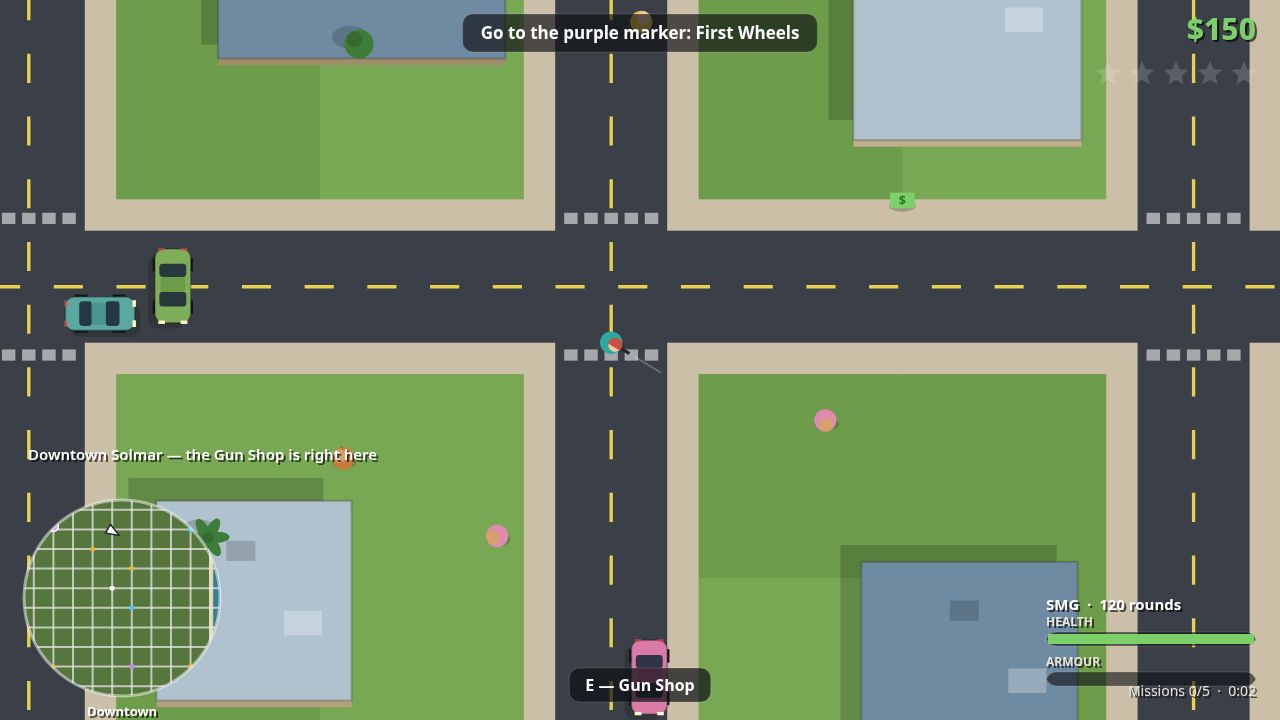 Go to the purple marker: First Wheels
$150
$
Downtown Solmar — the Gun Shop is right here
SMG · 120 rounds
HEALTH
ARMOUR
E — Gun Shop
Missions 0/5 · 0:02
Downtown